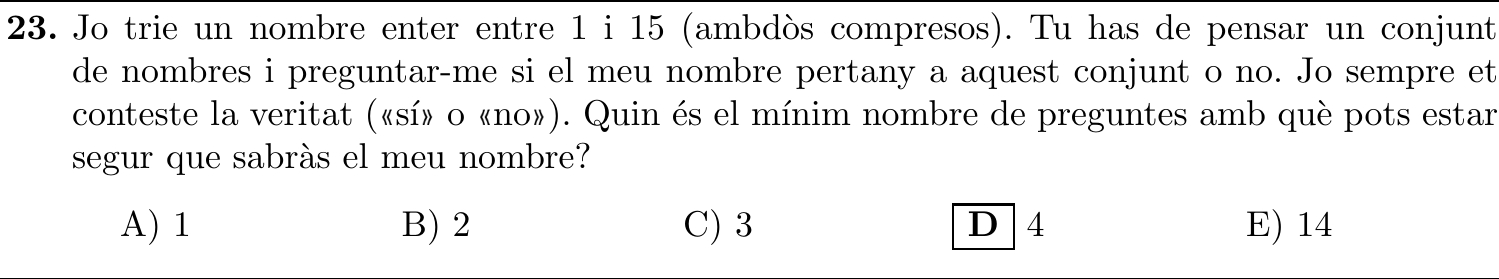 23. Jo trie un nombre enter entre 1 i 15 (ambdòs compresos). Tu has de pensar un conjunt
de nombres i preguntar-me si el meu nombre pertany a aquest conjunt o no. Jo sempre et
conteste la veritat («sí» o «no»). Quin és el mínim nombre de preguntes amb què pots estar
segur que sabràs el meu nombre?
A) 1 B) 2 C) 3 D 4 E) 14